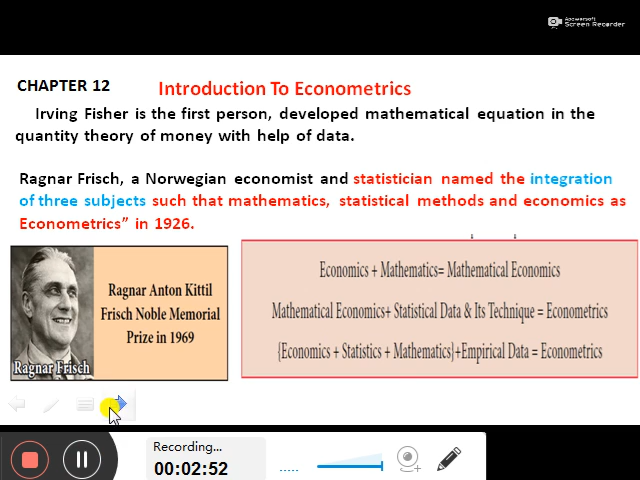 Apowersoft
Screen Recorder
CHAPTER 12
Introduction To Econometrics
Irving Fisher is the first person, developed mathematical equation in the
quantity theory of money with help of data.
Ragnar Frisch, a Norwegian economist and statistician named the integration
of three subjects such that mathematics, statistical methods and economics as
Econometrics” in 1926.
Ragnar Anton Kittil
Frisch Noble Memorial
Prize in 1969
Ragnar Frisch
Economics + Mathematics= Mathematical Economics
Mathematical Economics+ Statistical Data & Its Technique = Econometrics
{Economics + Statistics + Mathematics}+Empirical Data = Econometrics
Recording...
00:02:52